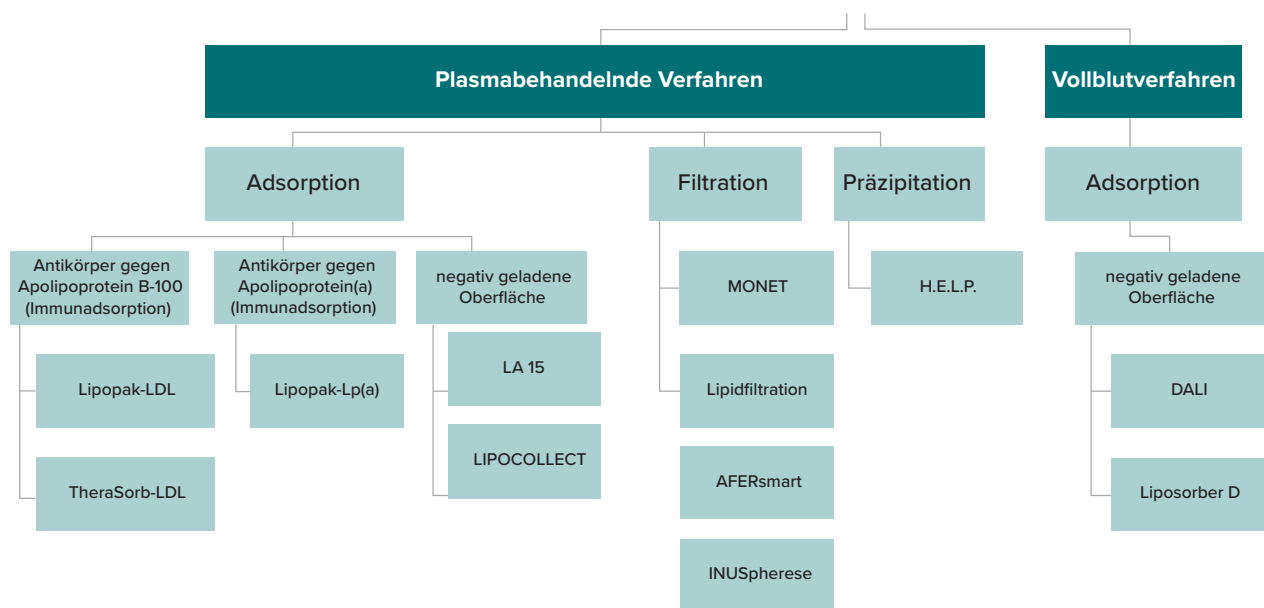 Plasmabehandelnde Verfahren
Vollblutverfahren
Adsorption
Filtration
Präzipitation
Adsorption
Antikörper gegen
Apolipoprotein B-100
(Immunadsorption)
Antikörper gegen
Apolipoprotein(a)
(Immunadsorption)
negativ geladene
Oberfläche
MONET
H.E.L.P.
negativ geladene
Oberfläche
Lipopak-LDL
Lipopak-Lp(a)
LA 15
Lipidfiltration
DALI
TheraSorb-LDL
LIPOCOLLECT
AFERsmart
Liposorber D
INUSpherese